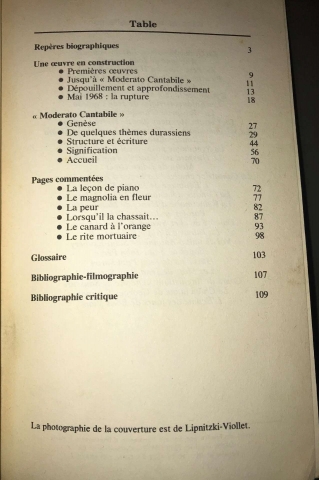 Table
Repères biographiques 3
Une œuvre en construction
● Premières œuvres 9
● Jusqu'à « Moderato Cantabile » 11
● Dépouillement et approfondissement 13
● Mai 1968 : la rupture 18
« Moderato Cantabile »
● Genèse 27
● De quelques thèmes durassiens 29
● Structure et écriture 44
● Signification 56
● Accueil 70
Pages commentées
● La leçon de piano 72
● Le magnolia en fleur 77
● La peur 82
● Lorsqu'il la chassait... 87
● Le canard à l'orange 93
● Le rite mortuaire 98
Glossaire 103
Bibliographie-filmographie 107
Bibliographie critique 109
La photographie de la couverture est de Lipnitzki-Viollet.